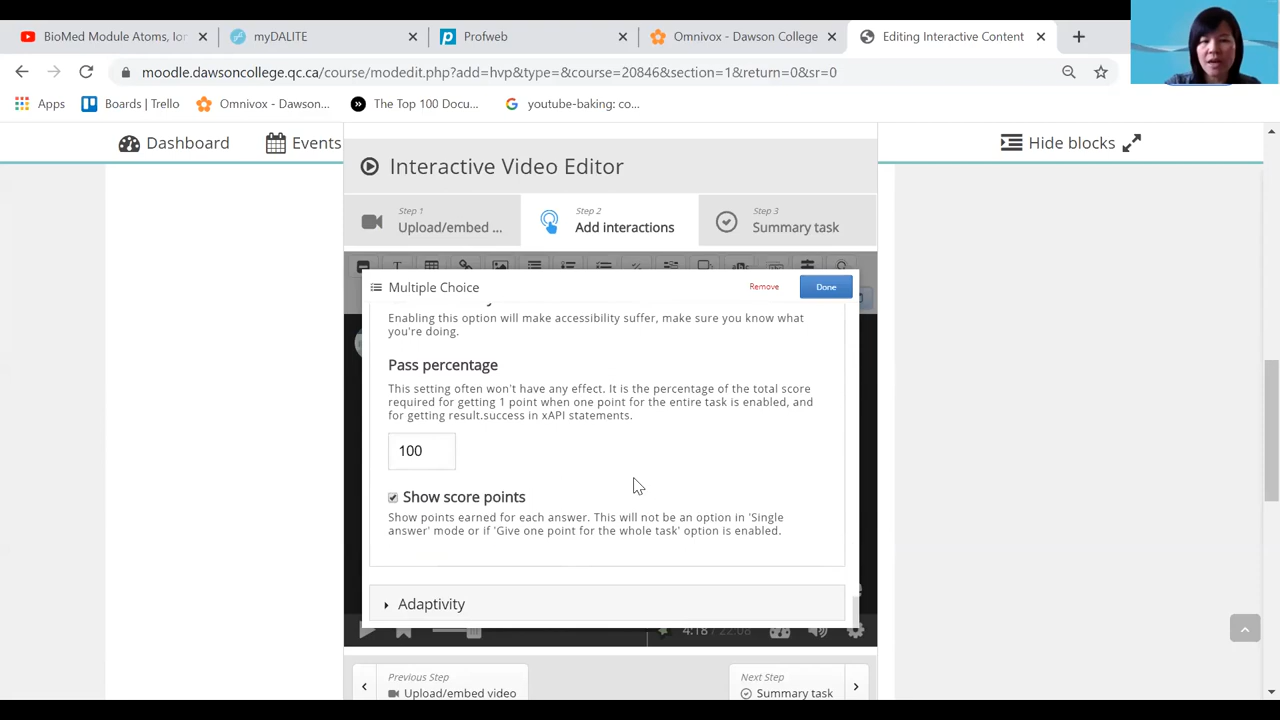 BioMed Module Atoms, Ion
myDALITE
Profweb
Omnivox - Dawson College
Editing Interactive Content
moodle.dawsoncollege.qc.ca/course/modedit.php?add=hvp&type=&course=20846&section=1&return=0&sr=0
Apps
Boards | Trello
Omnivox - Dawson...
The Top 100 Docu...
youtube-baking: co...
Dashboard
Events
Hide blocks
Interactive Video Editor
Step 1
Upload/embed ...
Step 2
Add interactions
Step 3
Summary task
Multiple Choice
Remove
Done
Enabling this option will make accessibility suffer, make sure you know what
you're doing.
Pass percentage
This setting often won't have any effect. It is the percentage of the total score
required for getting 1 point when one point for the entire task is enabled, and
for getting result.success in xAPI statements.
100
Show score points
Show points earned for each answer. This will not be an option in 'Single
answer' mode or if 'Give one point for the whole task' option is enabled.
Adaptivity
4:18 / 22:08
Previous Step
Upload/embed video
Next Step
Summary task